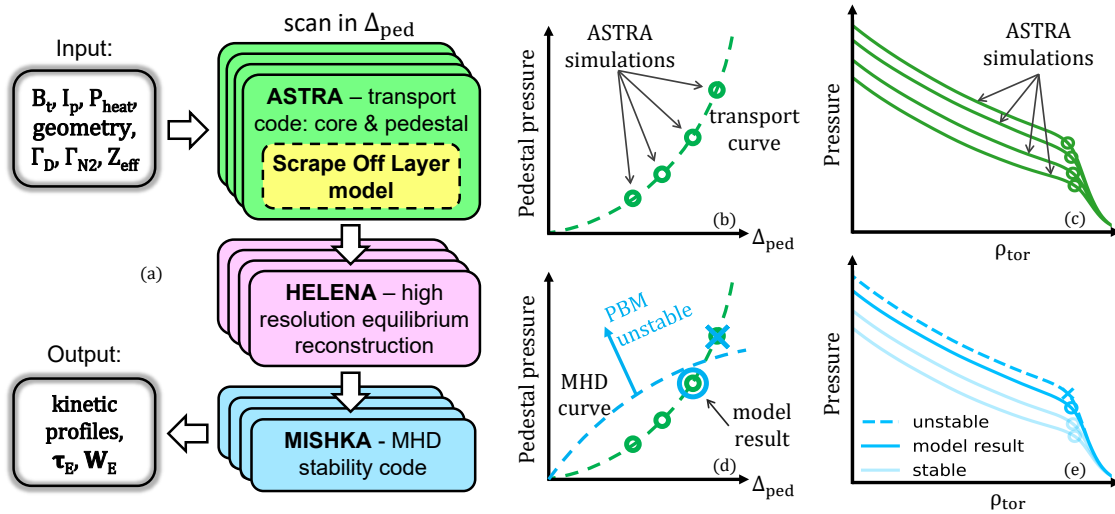 Input:
B_t, I_p, P_heat,
geometry,
Γ_D, Γ_N2, Z_eff
scan in Δ_ped
ASTRA – transport
code: core & pedestal
Scrape Off Layer
model
(a)
HELENA – high
resolution equilibrium
reconstruction
MISHKA - MHD
stability code
Output:
kinetic
profiles,
τ_E, W_E
Pedestal pressure
ASTRA
simulations
transport
curve
(b)
Δ_ped
Pressure
ASTRA
simulations
(c)
ρ_tor
Pedestal pressure
PBM
unstable
MHD
curve
model
result
(d)
Δ_ped
Pressure
unstable
model result
stable
(e)
ρ_tor